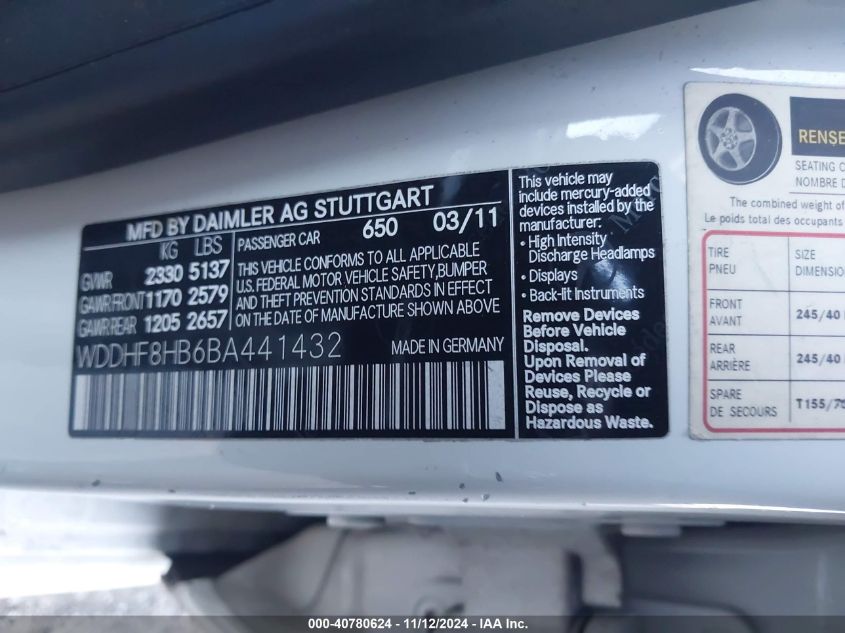 MFD BY DAIMLER AG STUTTGART
KG LBS
GVWR 2330 5137
GAWR FRONT 1170 2579
GAWR REAR 1205 2657
PASSENGER CAR 650 03/11
THIS VEHICLE CONFORMS TO ALL APPLICABLE
U.S. FEDERAL MOTOR VEHICLE SAFETY, BUMPER
AND THEFT PREVENTION STANDARDS IN EFFECT
ON THE DATE OF MANUFACTURE SHOWN ABOVE
WDDHF8HB6BA441432 MADE IN GERMANY
This vehicle may
include mercury-added
devices installed by the
manufacturer:
• High Intensity
Discharge Headlamps
• Displays
• Back-lit Instruments
Remove Devices
Before Vehicle
Disposal.
Upon Removal of
Devices Please
Reuse, Recycle or
Dispose as
Hazardous Waste.
RENSE
SEATING C
NOMBRE D
The combined weight of
Le poids total des occupants
TIRE SIZE
PNEU DIMENSION
FRONT
AVANT 245/40
REAR
ARRIÈRE 245/40
SPARE
DE SECOURS T155/70
000-40780624 - 11/12/2024 - IAA Inc.